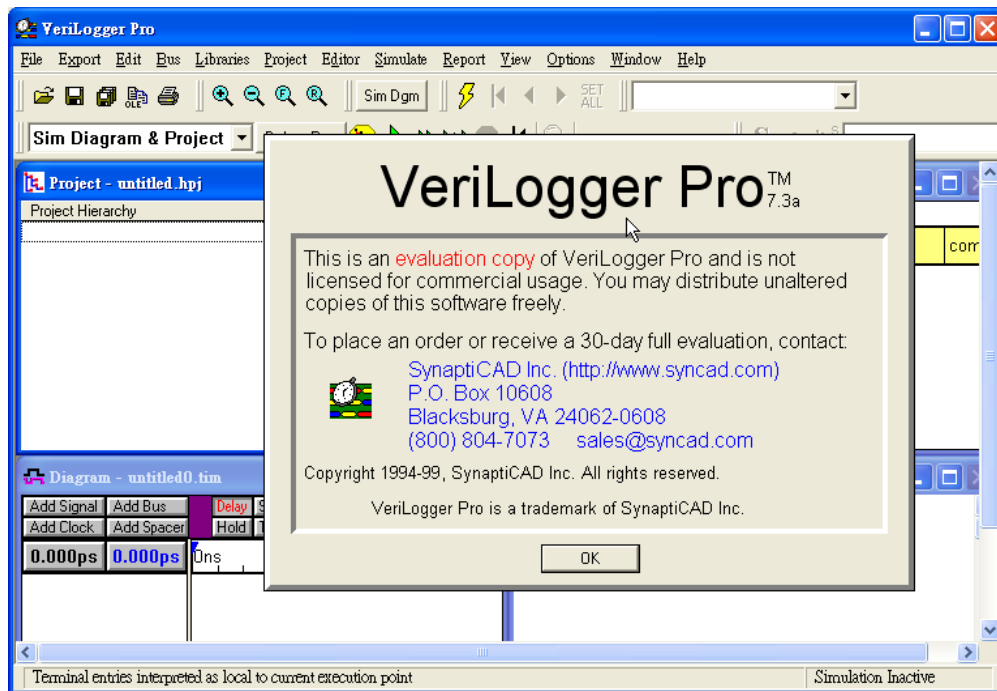 VeriLogger Pro
File Export Edit Bus Libraries Project Editor Simulate Report View Options Window Help
OLE
Sim Dgm
SET
ALL
Sim Diagram & Project
Project - untitled.hpj
Project Hierarchy
VeriLogger Pro™
7.3a
This is an evaluation copy of VeriLogger Pro and is not
licensed for commercial usage. You may distribute unaltered
copies of this software freely.
To place an order or receive a 30-day full evaluation, contact:
SynaptiCAD Inc. (http://www.syncad.com)
P.O. Box 10608
Blacksburg, VA 24062-0608
(800) 804-7073 sales@syncad.com
Copyright 1994-99, SynaptiCAD Inc. All rights reserved.
VeriLogger Pro is a trademark of SynaptiCAD Inc.
OK
Diagram - untitled0.tim
Add Signal Add Bus Delay
Add Clock Add Spacer Hold
0.000ps 0.000ps 0ns
Terminal entries interpreted as local to current execution point
Simulation Inactive